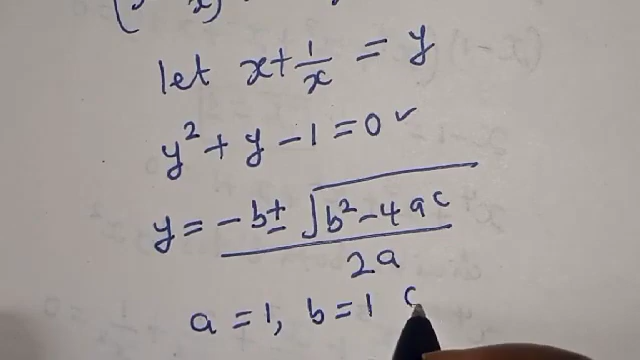 let x + 1/x = y
y² + y - 1 = 0 ✓
y = -b ± √(b² - 4ac) / 2a
a = 1, b = 1 c